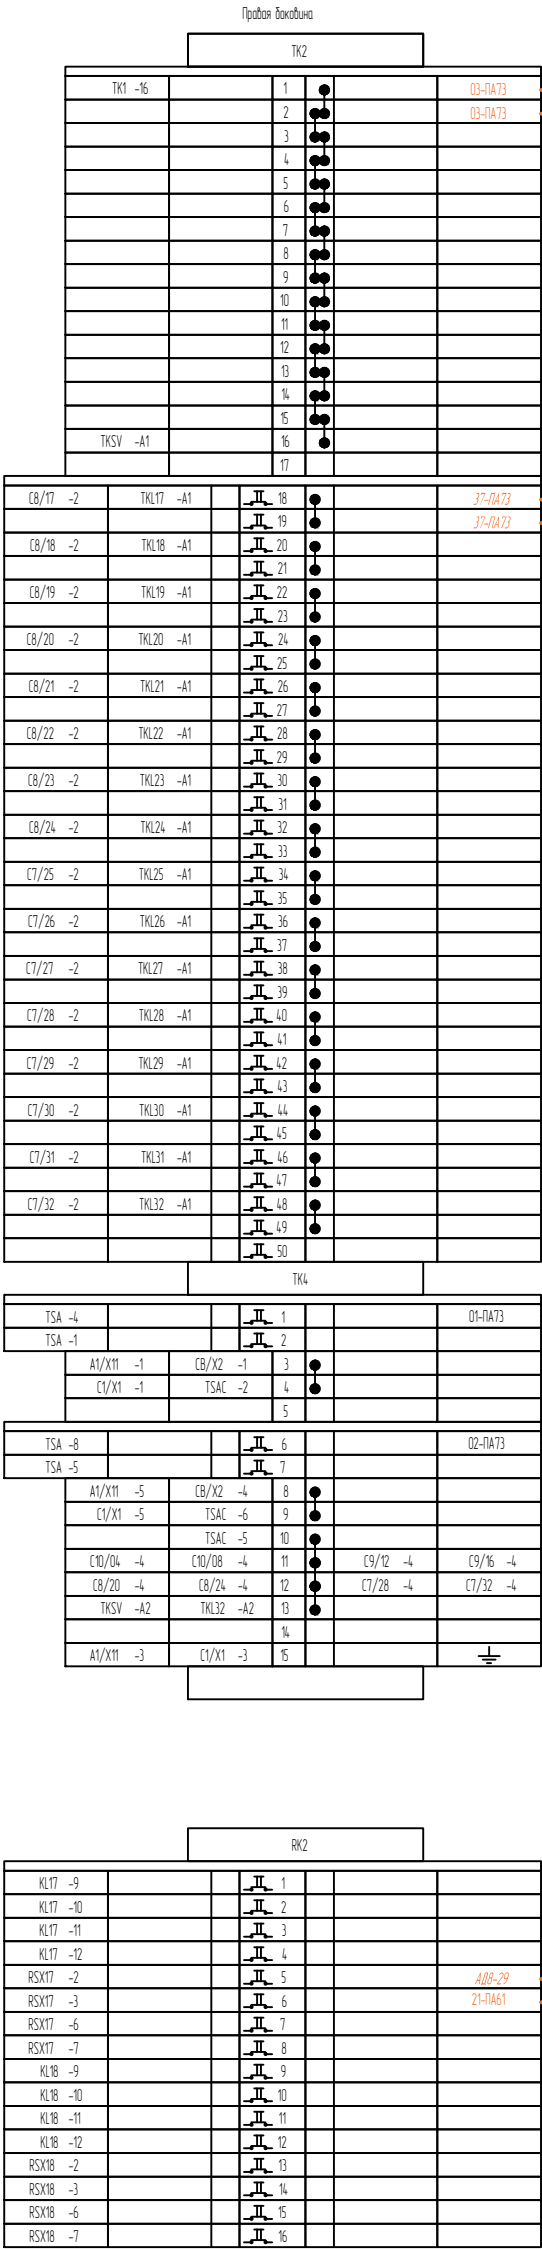 Правая боковина
TK2
TK1 -16 1 03-ПА73
2 03-ПА73
3
4
5
6
7
8
9
10
11
12
13
14
15
TKSV -A1 16
17
C8/17 -2 TKL17 -A1 18 37-ПА73
19 37-ПА73
C8/18 -2 TKL18 -A1 20
21
C8/19 -2 TKL19 -A1 22
23
C8/20 -2 TKL20 -A1 24
25
C8/21 -2 TKL21 -A1 26
27
C8/22 -2 TKL22 -A1 28
29
C8/23 -2 TKL23 -A1 30
31
C8/24 -2 TKL24 -A1 32
33
C7/25 -2 TKL25 -A1 34
35
C7/26 -2 TKL26 -A1 36
37
C7/27 -2 TKL27 -A1 38
39
C7/28 -2 TKL28 -A1 40
41
C7/29 -2 TKL29 -A1 42
43
C7/30 -2 TKL30 -A1 44
45
C7/31 -2 TKL31 -A1 46
47
C7/32 -2 TKL32 -A1 48
49
50
TK4
TSA -4 1 01-ПА73
TSA -1 2
A1/X11 -1 CB/X2 -1 3
C1/X1 -1 TSAC -2 4
5
TSA -8 6 02-ПА73
TSA -5 7
A1/X11 -5 CB/X2 -4 8
C1/X1 -5 TSAC -6 9
TSAC -5 10
C10/04 -4 C10/08 -4 11 C9/12 -4 C9/16 -4
C8/20 -4 C8/24 -4 12 C7/28 -4 C7/32 -4
TKSV -A2 TKL32 -A2 13
14
A1/X11 -3 C1/X1 -3 15
RK2
KL17 -9 1
KL17 -10 2
KL17 -11 3
KL17 -12 4
RSX17 -2 5 АД8-29
RSX17 -3 6 21-ПА61
RSX17 -6 7
RSX17 -7 8
KL18 -9 9
KL18 -10 10
KL18 -11 11
KL18 -12 12
RSX18 -2 13
RSX18 -3 14
RSX18 -6 15
RSX18 -7 16